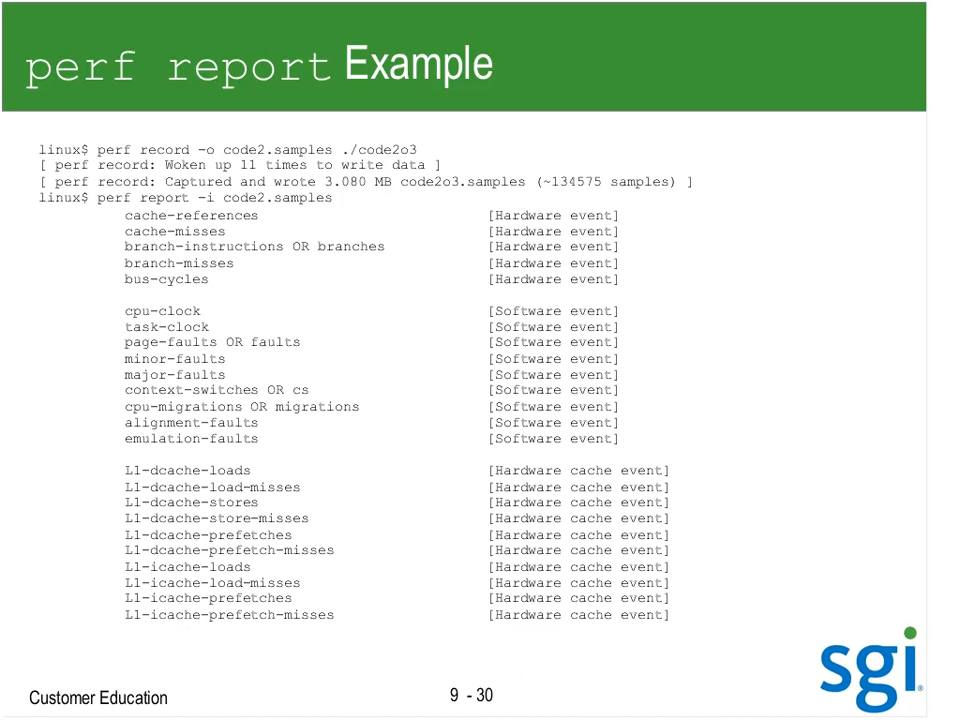 perf report Example
linux$ perf record -o code2.samples ./code2o3
[ perf record: Woken up 11 times to write data ]
[ perf record: Captured and wrote 3.080 MB code2o3.samples (~134575 samples) ]
linux$ perf report -i code2.samples
cache-references [Hardware event]
cache-misses [Hardware event]
branch-instructions OR branches [Hardware event]
branch-misses [Hardware event]
bus-cycles [Hardware event]
cpu-clock [Software event]
task-clock [Software event]
page-faults OR faults [Software event]
minor-faults [Software event]
major-faults [Software event]
context-switches OR cs [Software event]
cpu-migrations OR migrations [Software event]
alignment-faults [Software event]
emulation-faults [Software event]
L1-dcache-loads [Hardware cache event]
L1-dcache-load-misses [Hardware cache event]
L1-dcache-stores [Hardware cache event]
L1-dcache-store-misses [Hardware cache event]
L1-dcache-prefetches [Hardware cache event]
L1-dcache-prefetch-misses [Hardware cache event]
L1-icache-loads [Hardware cache event]
L1-icache-load-misses [Hardware cache event]
L1-icache-prefetches [Hardware cache event]
L1-icache-prefetch-misses [Hardware cache event]
sgi®
Customer Education
9 - 30